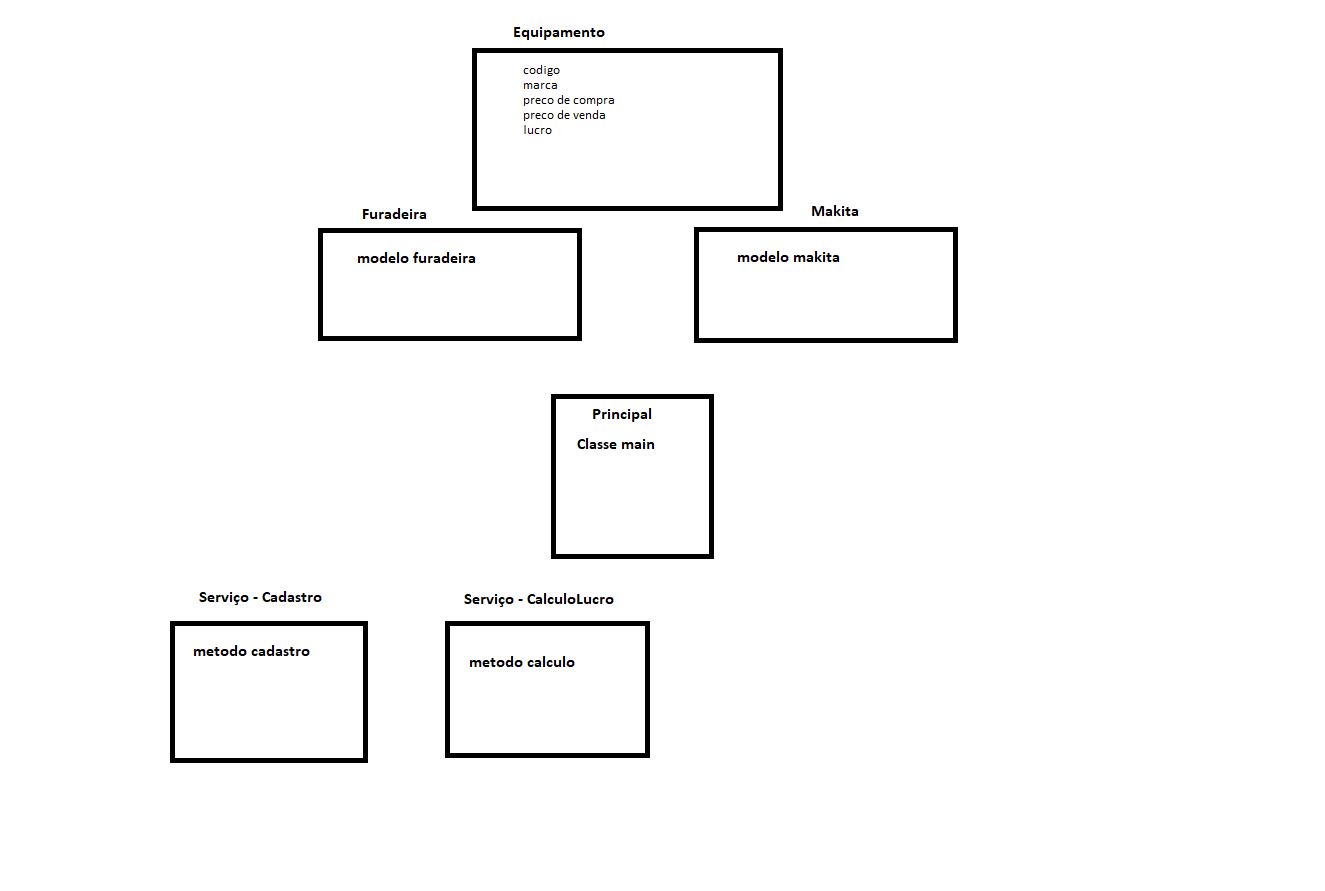 Equipamento
codigo
marca
preco de compra
preco de venda
lucro
Furadeira
modelo furadeira
Makita
modelo makita
Principal
Classe main
Serviço - Cadastro
metodo cadastro
Serviço - CalculoLucro
metodo calculo